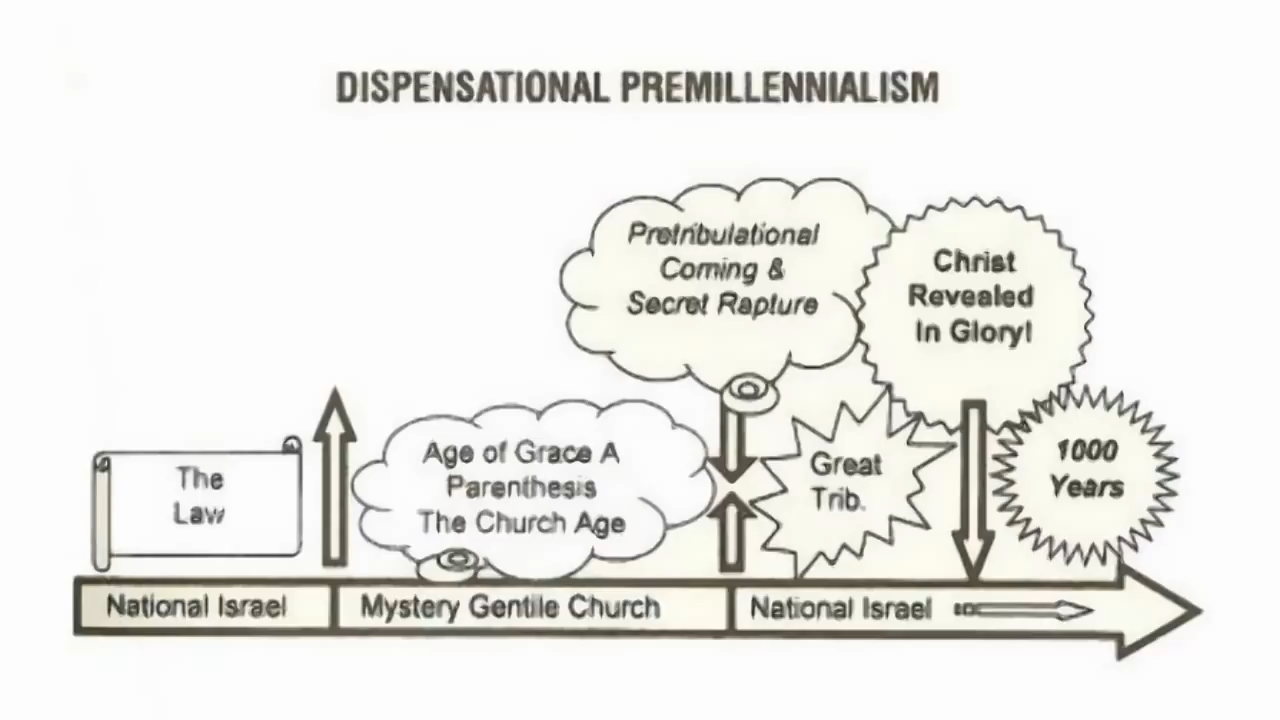 DISPENSATIONAL PREMILLENNIALISM
Pretribulational
Coming &
Secret Rapture
Christ
Revealed
In Glory!
The
Law
Age of Grace A
Parenthesis
The Church Age
Great
Trib.
1000
Years
National Israel
Mystery Gentile Church
National Israel